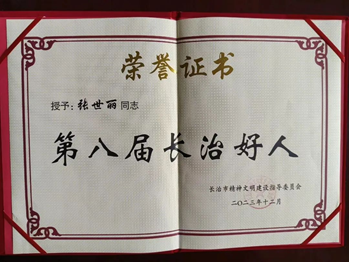 荣誉证书
授予：张世丽同志
第八届长治好人
长治市精神文明建设指导委员会
二〇二三年十二月